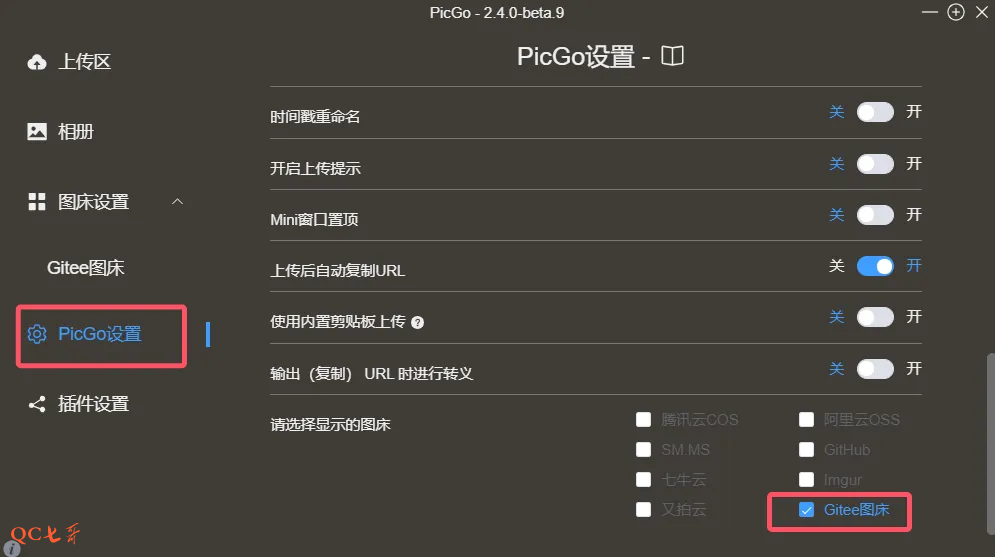 PicGo - 2.4.0-beta.9
上传区
相册
图床设置
Gitee图床
PicGo设置
插件设置
PicGo设置 -
时间戳重命名 关 开
开启上传提示 关 开
Mini窗口置顶 关 开
上传后自动复制URL 关 开
使用内置剪贴板上传 ? 关 开
输出（复制） URL 时进行转义 关 开
请选择显示的图床
腾讯云COS 阿里云OSS
SM.MS GitHub
七牛云 Imgur
又拍云 Gitee图床
QC七哥
i